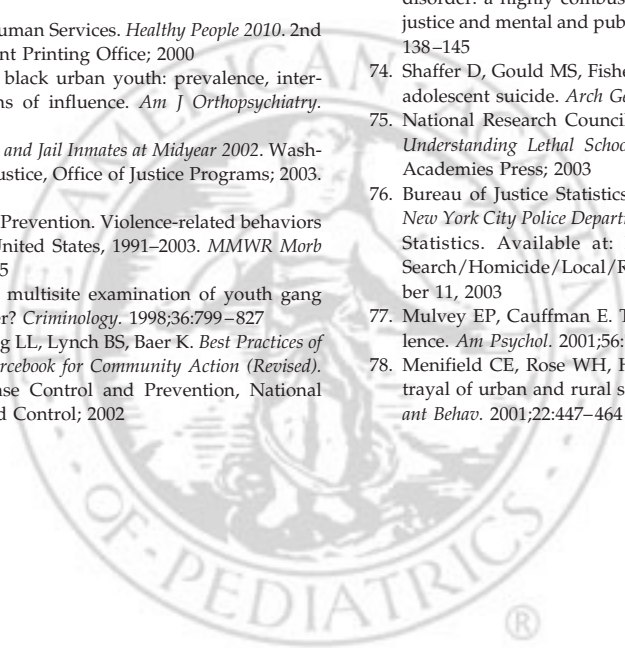 uman Services. Healthy People 2010. 2nd
nt Printing Office; 2000
black urban youth: prevalence, inter-
ns of influence. Am J Orthopsychiatry.
and Jail Inmates at Midyear 2002. Wash-
ustice, Office of Justice Programs; 2003.
Prevention. Violence-related behaviors
nited States, 1991–2003. MMWR Morb
5
multisite examination of youth gang
er? Criminology. 1998;36:799–827
g LL, Lynch BS, Baer K. Best Practices of
rcebook for Community Action (Revised).
ase Control and Prevention, National
d Control; 2002
disorder: a highly combus
justice and mental and pub
138–145
74. Shaffer D, Gould MS, Fishe
adolescent suicide. Arch Ge
75. National Research Council
Understanding Lethal Schoo
Academies Press; 2003
76. Bureau of Justice Statistics
New York City Police Depart
Statistics. Available at:
Search/Homicide/Local/R
ber 11, 2003
77. Mulvey EP, Cauffman E. T
lence. Am Psychol. 2001;56:
78. Menifield CE, Rose WH, H
trayal of urban and rural s
ant Behav. 2001;22:447–464
AMERICAN ACADEMY
OF PEDIATRICS
®